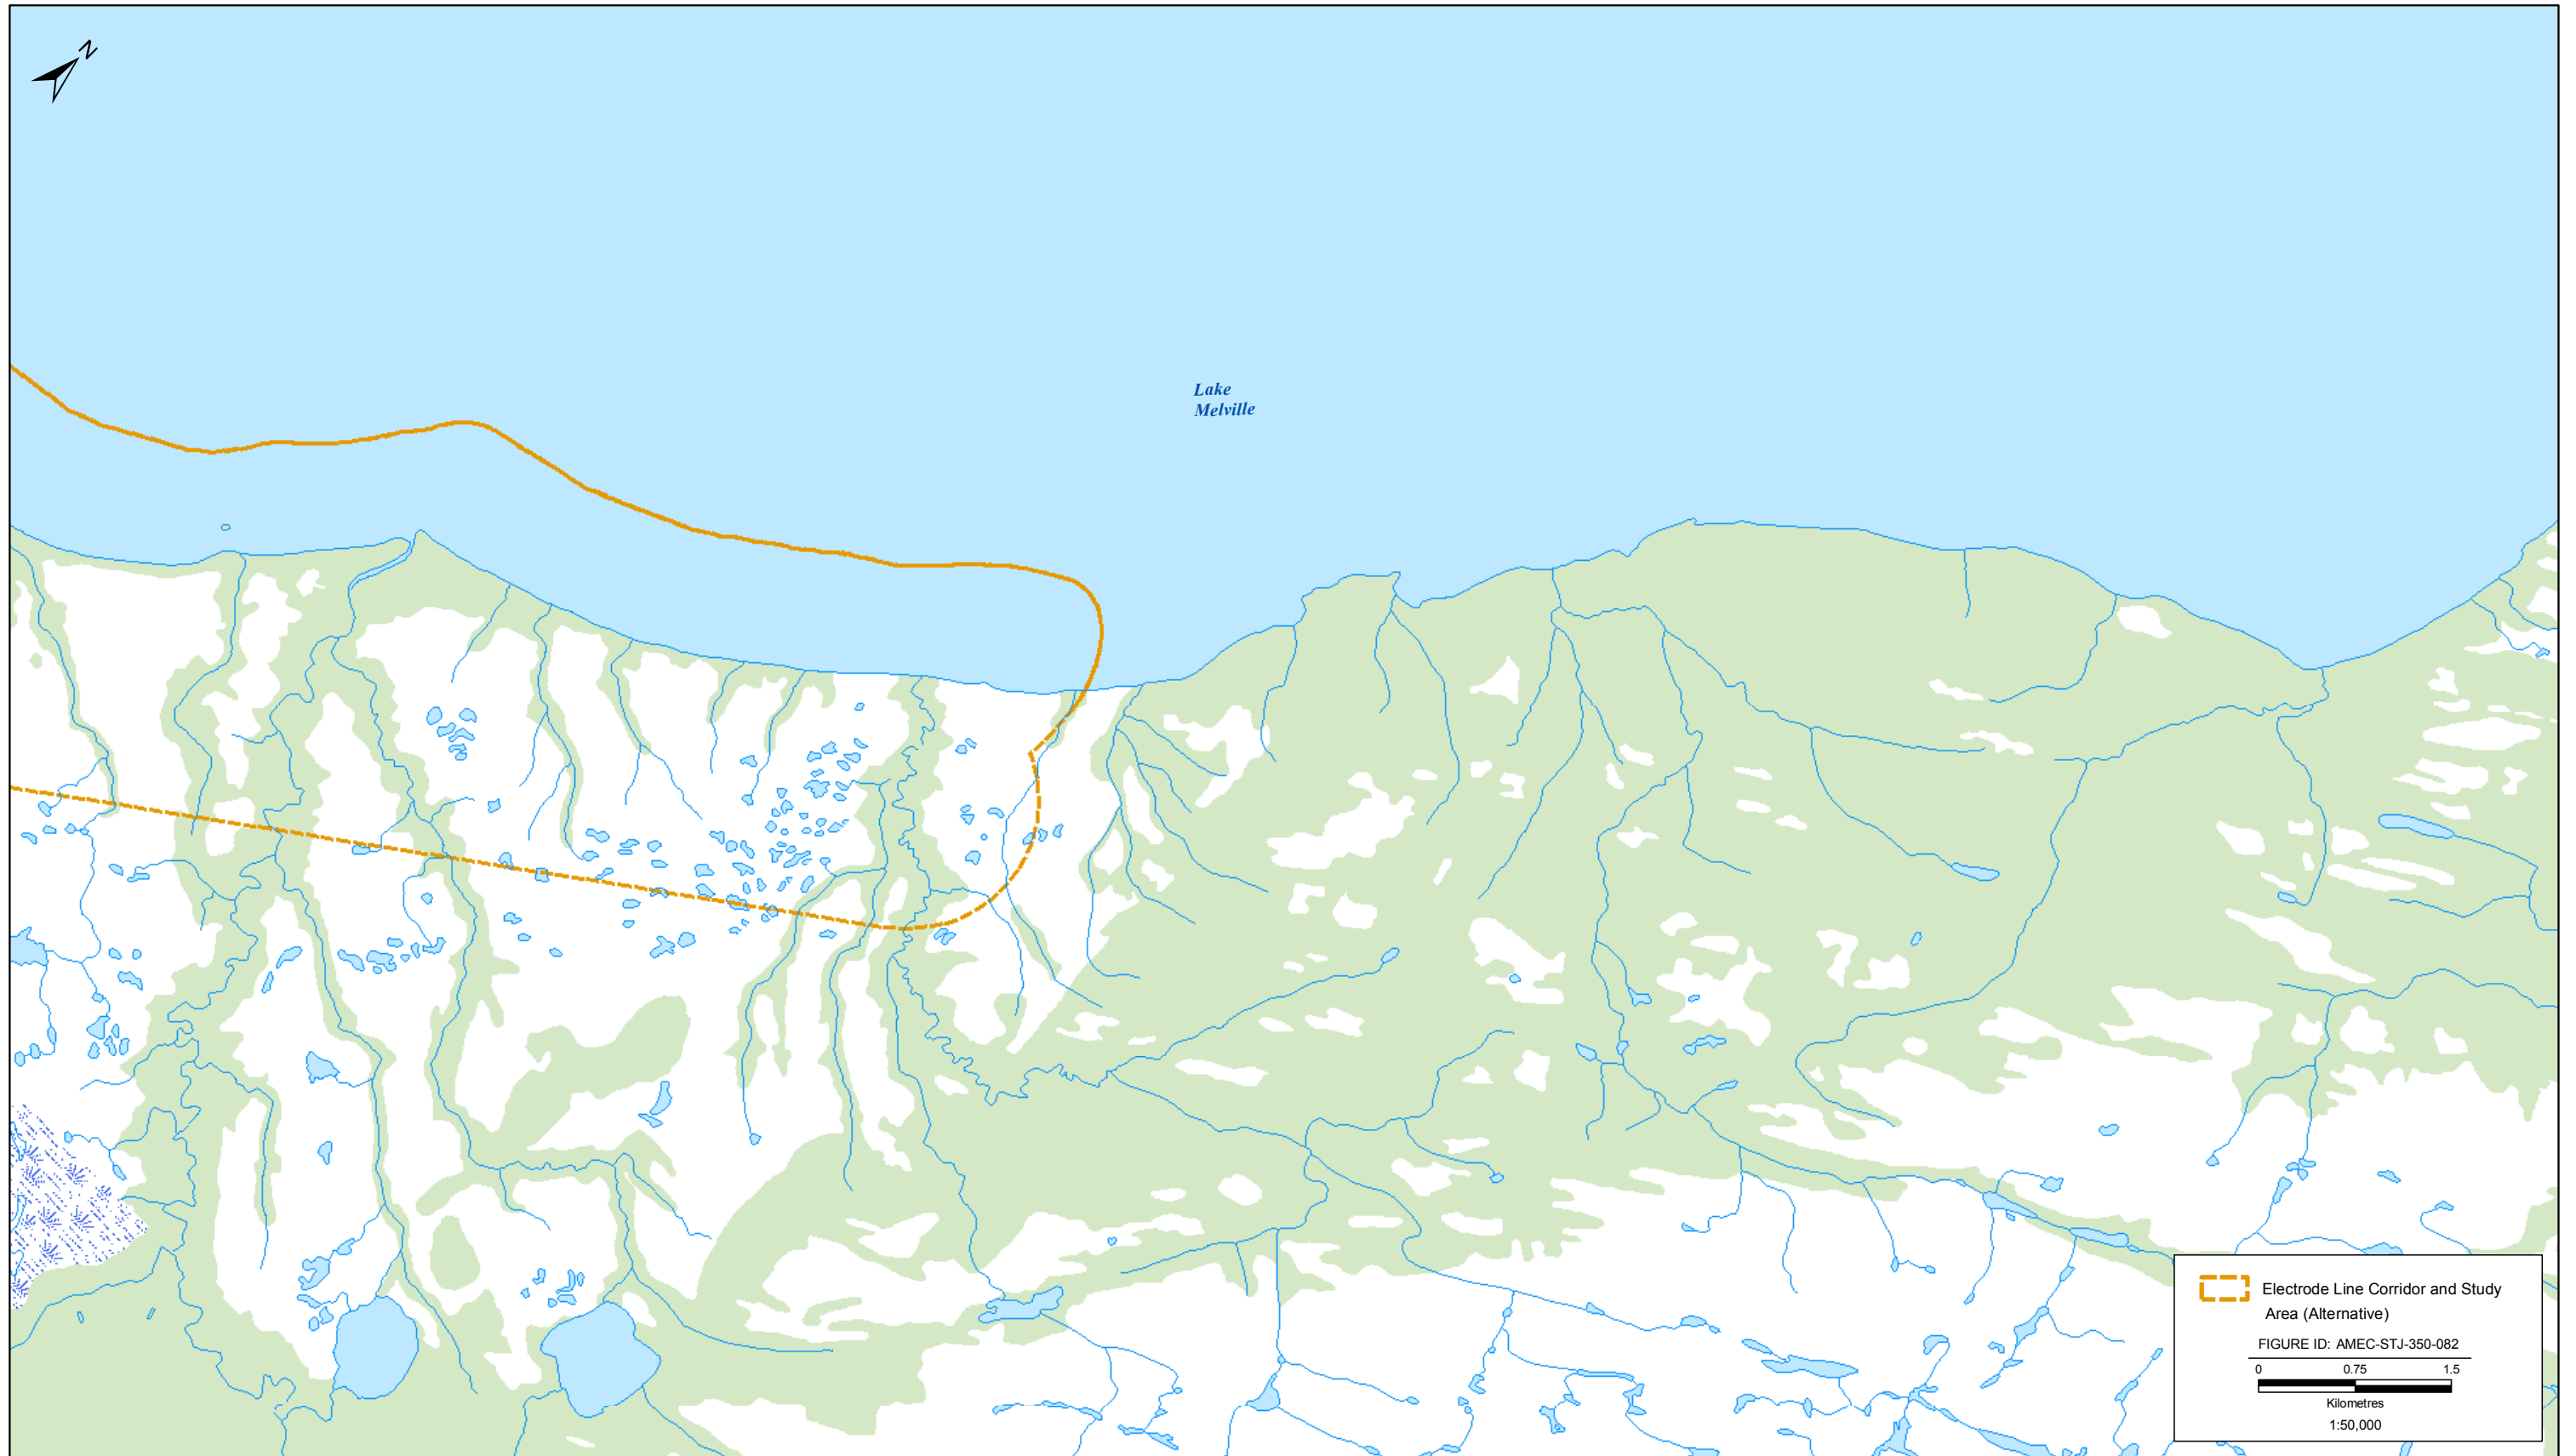 N
Lake
Melville
Electrode Line Corridor and Study
Area (Alternative)
FIGURE ID: AMEC-STJ-350-082
0 0.75 1.5
Kilometres
1:50,000